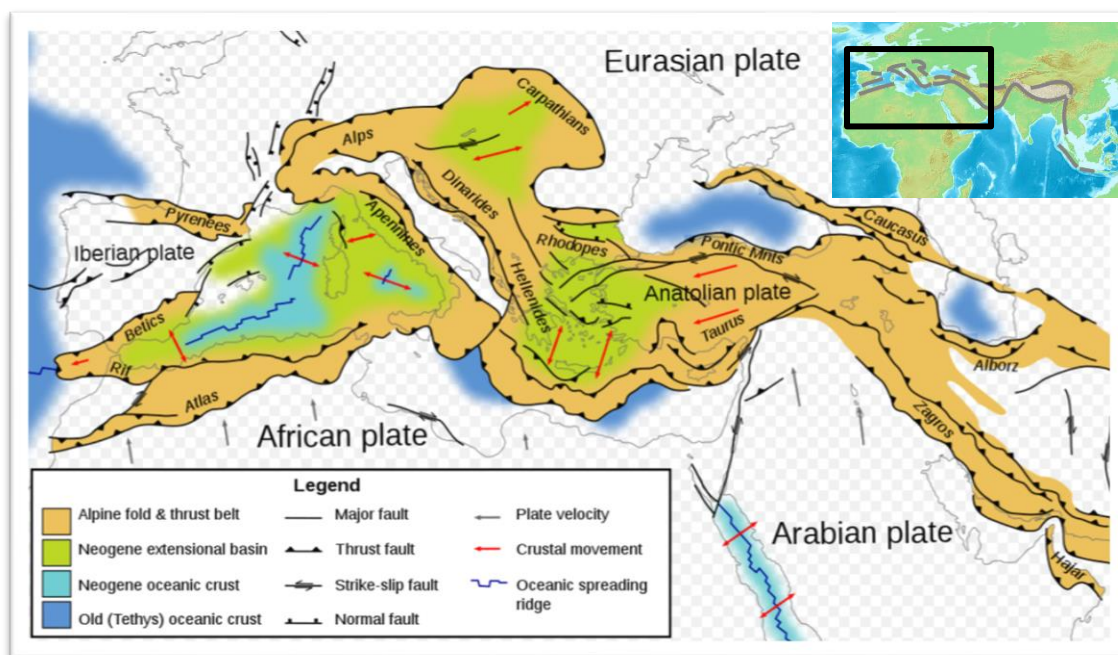 Eurasian plate
Carpathians
Alps
Dinarides
Pyrenees
Apennines
Iberian plate
Rhodopes
Pontic Mnts
Caucasus
Hellenides
Anatolian plate
Betics
Taurus
Rif
Alborz
Atlas
Zagros
African plate
Arabian plate
Hajar
Legend
Alpine fold & thrust belt
Major fault
Plate velocity
Neogene extensional basin
Thrust fault
Crustal movement
Neogene oceanic crust
Strike-slip fault
Oceanic spreading
ridge
Old (Tethys) oceanic crust
Normal fault